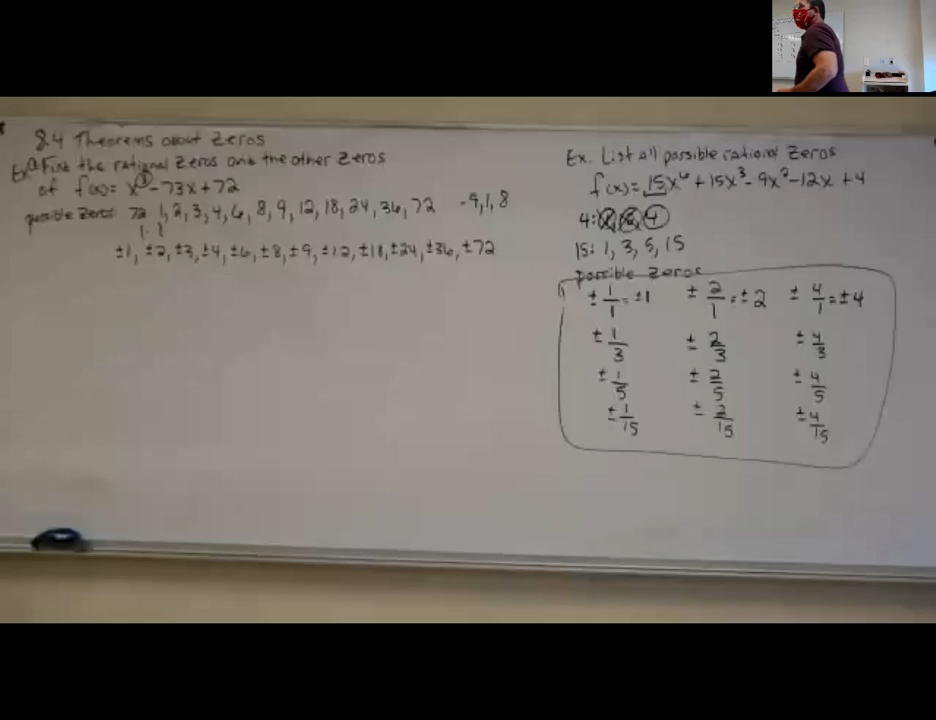 8.4 Theorems about Zeros
Ex Find the rational zeros and the other zeros
of f(x) = x³ - 73x + 72
possible zeros: 72: 1, 2, 3, 4, 6, 8, 9, 12, 18, 24, 36, 72 -9, 1, 8
1: 1
±1, ±2, ±3, ±4, ±6, ±8, ±9, ±12, ±18, ±24, ±36, ±72
Ex. List all possible rational zeros
f(x) = 15x⁶ + 15x³ - 9x² - 12x + 4
4: 1, 2, 4
15: 1, 3, 5, 15
possible zeros
± 1/1 = ±1 ± 2/1 = ±2 ± 4/1 = ±4
± 1/3 ± 2/3 ± 4/3
± 1/5 ± 2/5 ± 4/5
± 1/15 ± 2/15 ± 4/15